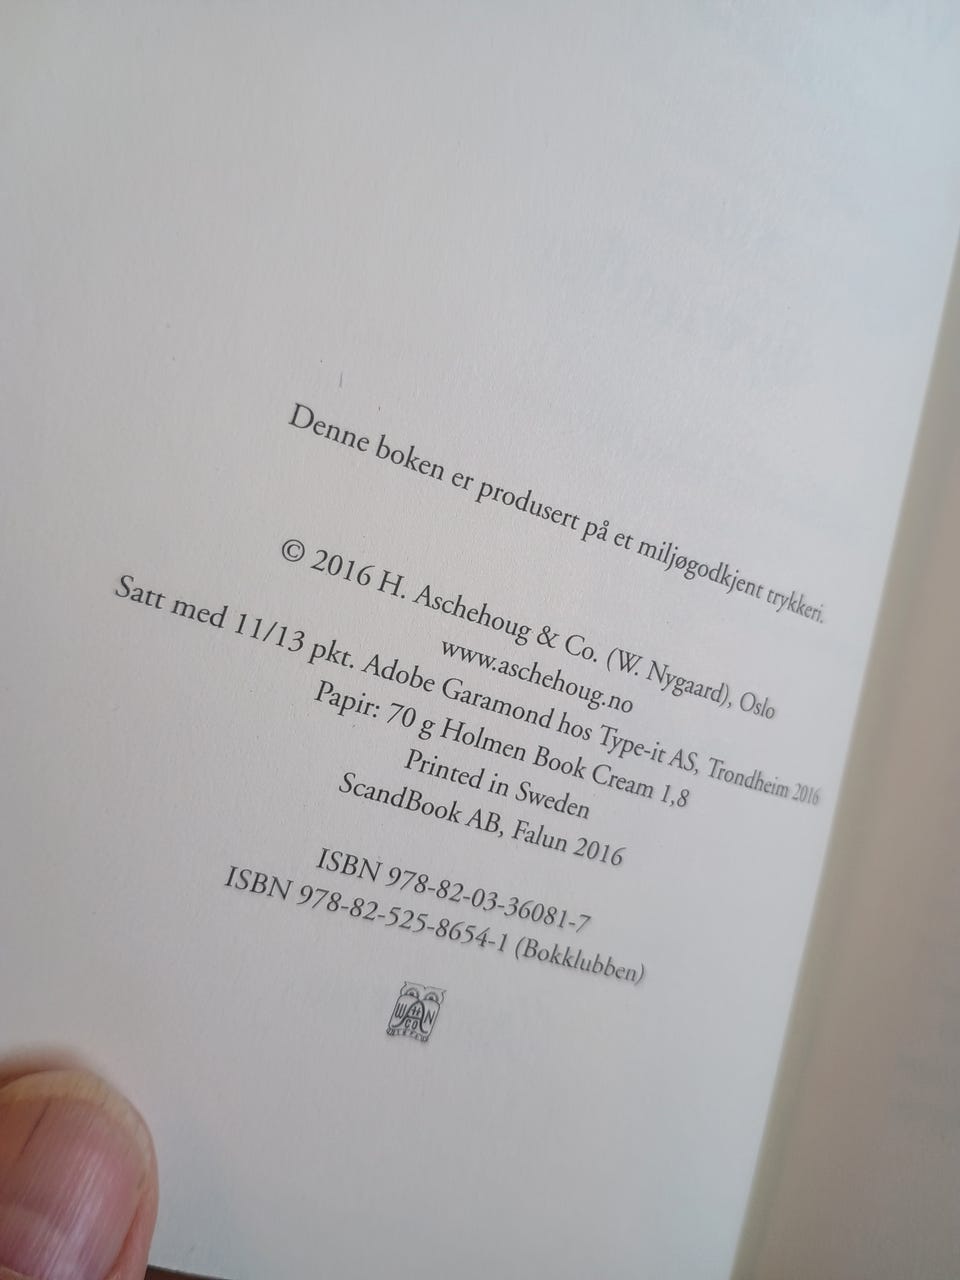 Denne boken er produsert på et miljøgodkjent trykkeri.
© 2016 H. Aschehoug & Co. (W. Nygaard), Oslo
www.aschehoug.no
Satt med 11/13 pkt. Adobe Garamond hos Type-it AS, Trondheim 2016
Papir: 70 g Holmen Book Cream 1,8
Printed in Sweden
ScandBook AB, Falun 2016
ISBN 978-82-03-36081-7
ISBN 978-82-525-8654-1 (Bokklubben)
W H N
CO